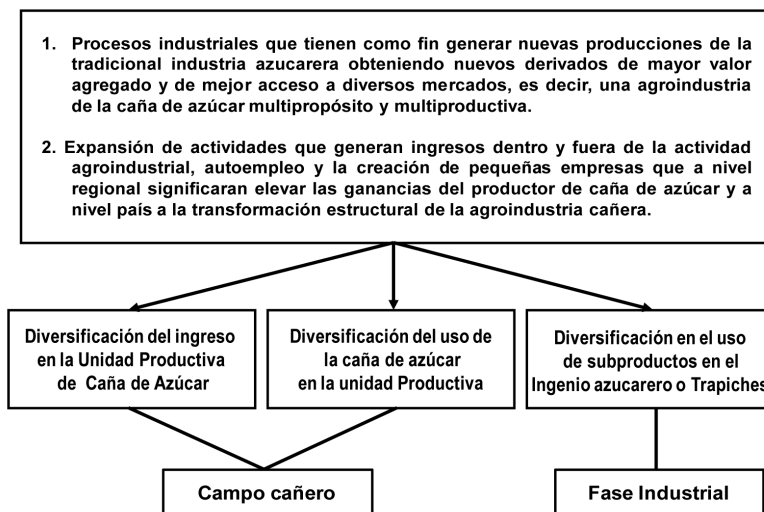 1. Procesos industriales que tienen como fin generar nuevas producciones de la
tradicional industria azucarera obteniendo nuevos derivados de mayor valor
agregado y de mejor acceso a diversos mercados, es decir, una agroindustria
de la caña de azúcar multipropósito y multiproductiva.
2. Expansión de actividades que generan ingresos dentro y fuera de la actividad
agroindustrial, autoempleo y la creación de pequeñas empresas que a nivel
regional significaran elevar las ganancias del productor de caña de azúcar y a
nivel país a la transformación estructural de la agroindustria cañera.
Diversificación del ingreso
en la Unidad Productiva
de Caña de Azúcar
Diversificación del uso de
la caña de azúcar
en la unidad Productiva
Diversificación en el uso
de subproductos en el
Ingenio azucarero o Trapiches
Campo cañero
Fase Industrial